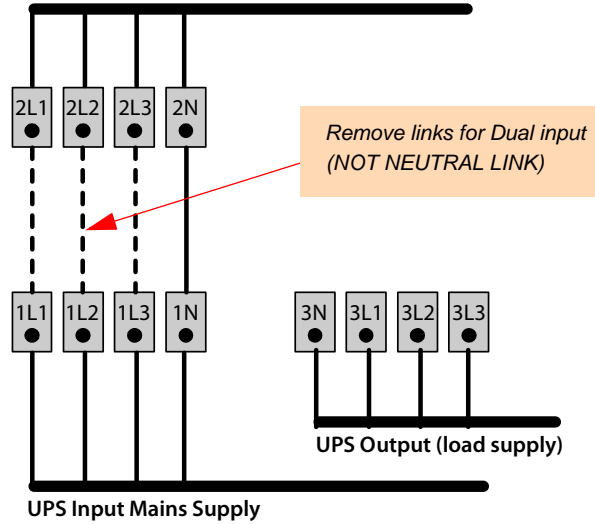 2L1 2L2 2L3 2N
Remove links for Dual input
(NOT NEUTRAL LINK)
1L1 1L2 1L3 1N
3N 3L1 3L2 3L3
UPS Output (load supply)
UPS Input Mains Supply